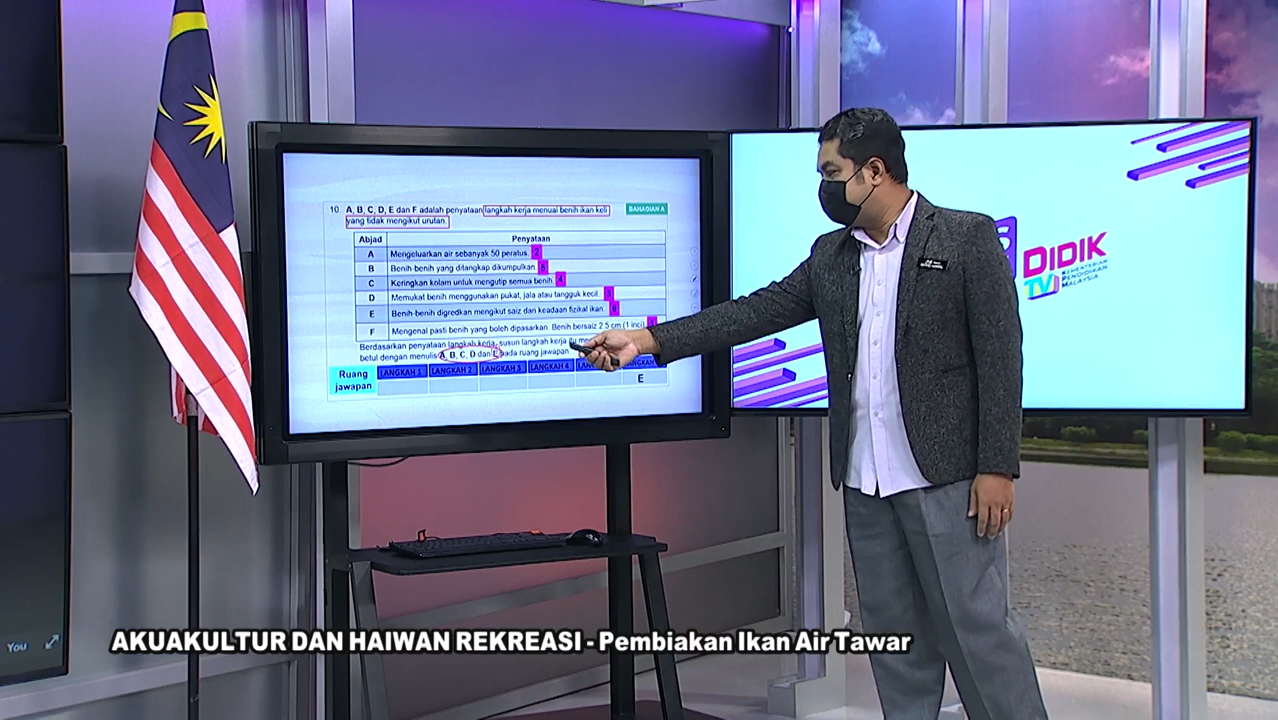 10. A, B, C, D, E dan F adalah penyataan langkah kerja menuai benih ikan keli
yang tidak mengikut urutan.
BAHAGIAN A
Abjad Penyataan
A Mengeluarkan air sebanyak 50 peratus. 2
B Benih-benih yang ditangkap dikumpulkan. 5
C Keringkan kolam untuk mengutip semua benih. 4
D Memukat benih menggunakan pukat, jala atau tangguk kecil. 3
E Benih-benih digredkan mengikut saiz dan keadaan fizikal ikan. 6
F Mengenal pasti benih yang boleh dipasarkan. Benih bersaiz 2.5 cm (1 inci).
Berdasarkan penyataan langkah kerja, susun langkah kerja itu
betul dengan menulis A, B, C, D dan pada ruang jawapan.
Ruang jawapan
LANGKAH 1 LANGKAH 2 LANGKAH 3 LANGKAH 4
E
DIDIK
TV
KEMENTERIAN
PENDIDIKAN
MALAYSIA
You
AKUAKULTUR DAN HAIWAN REKREASI - Pembiakan Ikan Air Tawar